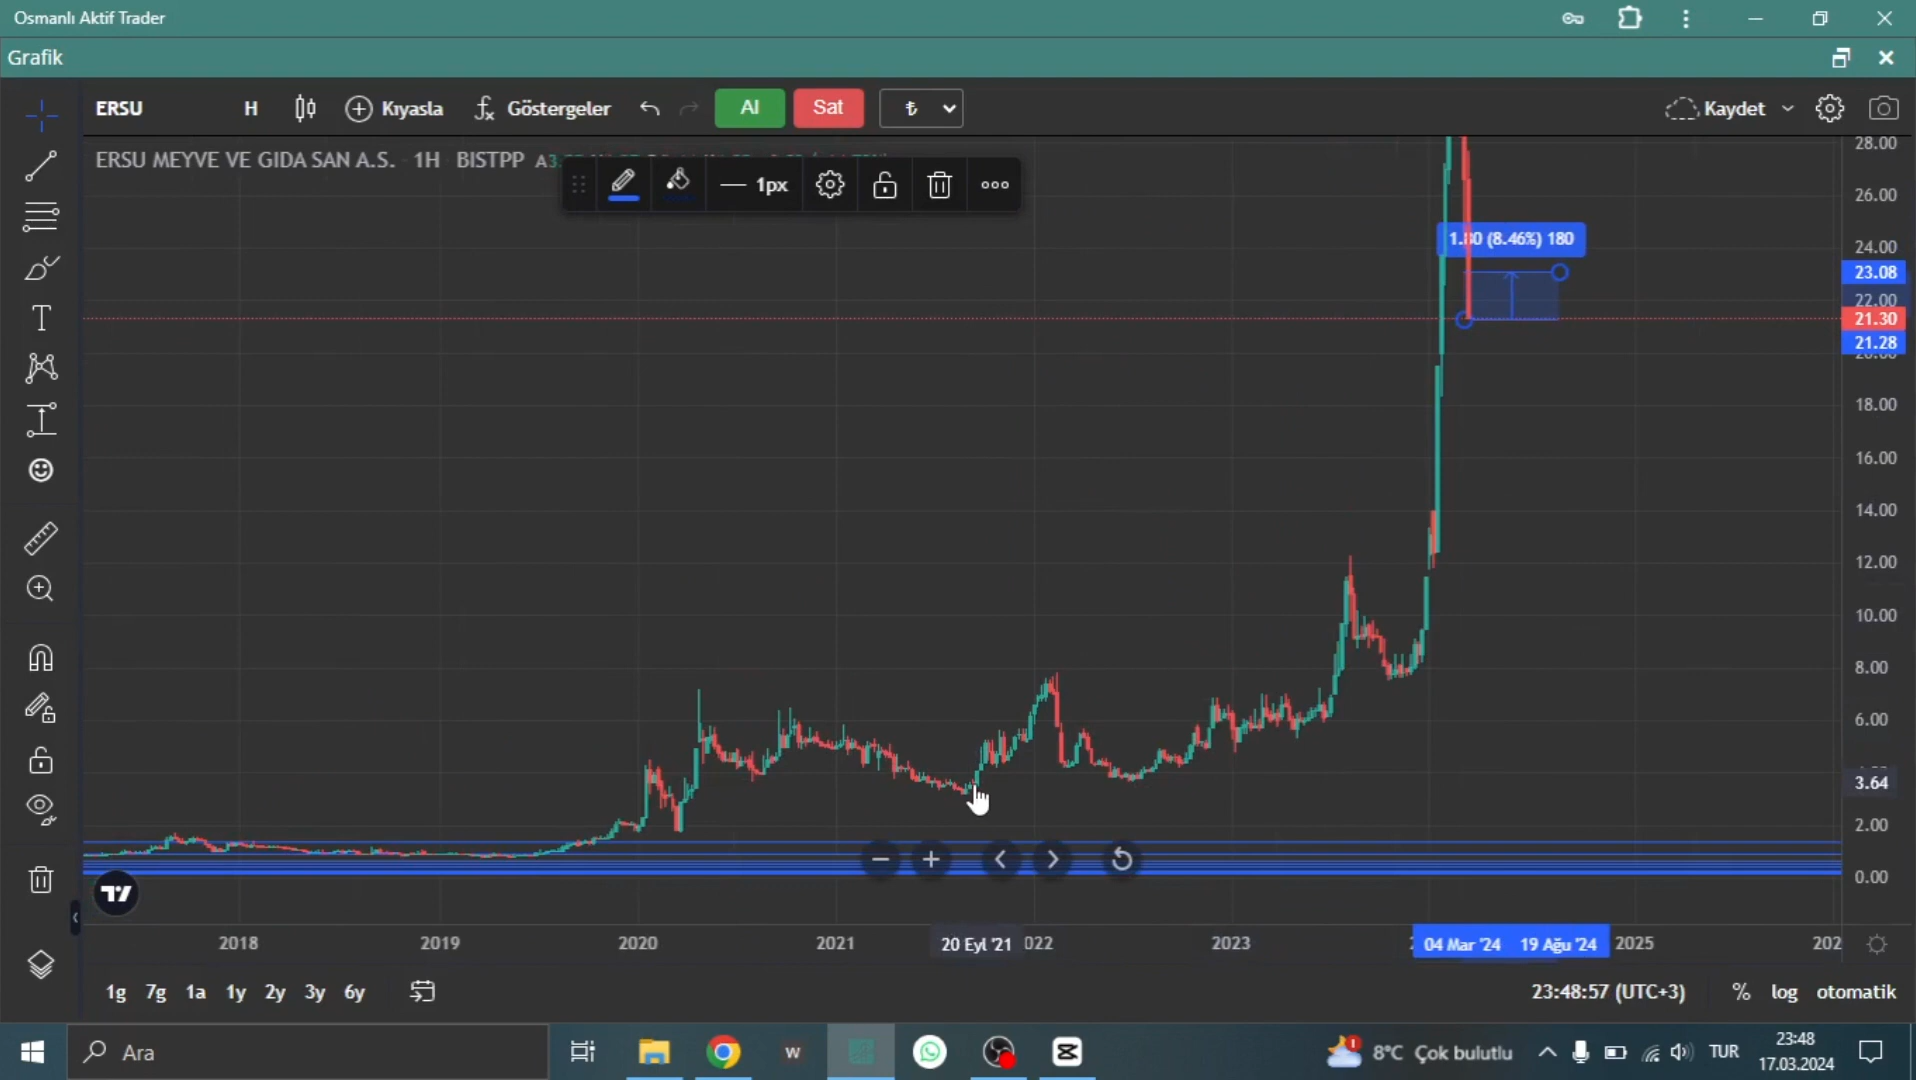 Osmanlı Aktif Trader
Grafik
ERSU H Kıyasla Göstergeler Al Sat ₺ Kaydet
ERSU MEYVE VE GIDA SAN A.S. 1H BISTPP
1px
28.00
26.00
1.80 (8.46%) 180
24.00
23.08
22.00
21.30
21.28
18.00
16.00
14.00
12.00
10.00
8.00
6.00
3.64
2.00
0.00
2018 2019 2020 2021 20 Eyl '21 022 2023 04 Mar '24 19 Ağu '24 2025 202
1g 7g 1a 1y 2y 3y 6y 23:48:57 (UTC+3) % log otomatik
Ara W 8°C Çok bulutlu TUR 23:48
17.03.2024